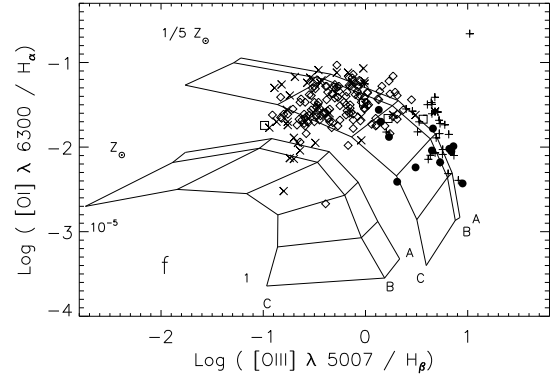 1/5 Z⊙
Z⊙
10⁻⁵
f
1
C
B
A
C
B
A
−1
−2
−3
−4
−2
−1
0
1
Log ( [OI] λ 6300 / Hα)
Log ( [OIII] λ 5007 / Hβ)